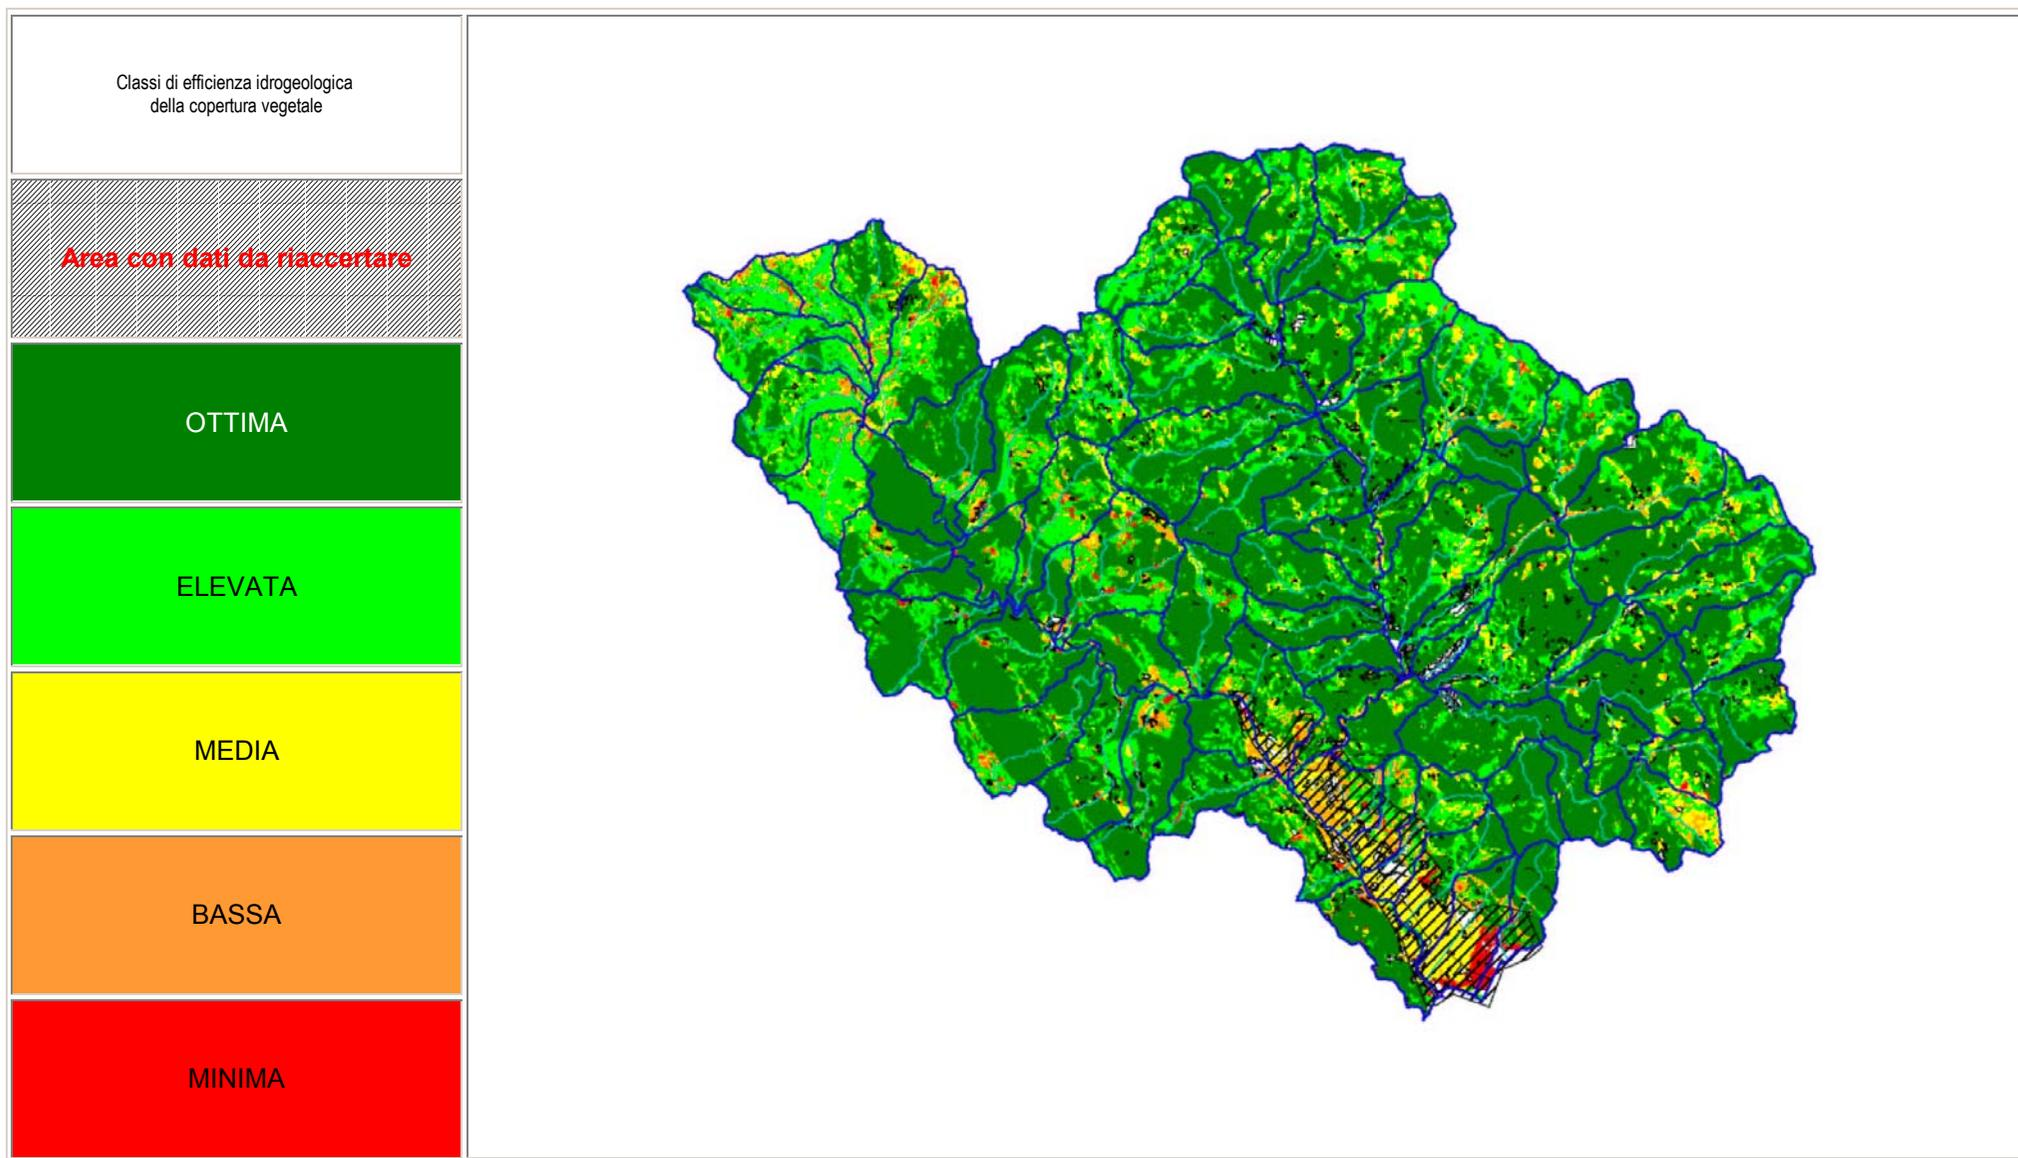 Classi di efficienza idrogeologica
della copertura vegetale
Area con dati da riaccertare
OTTIMA
ELEVATA
MEDIA
BASSA
MINIMA